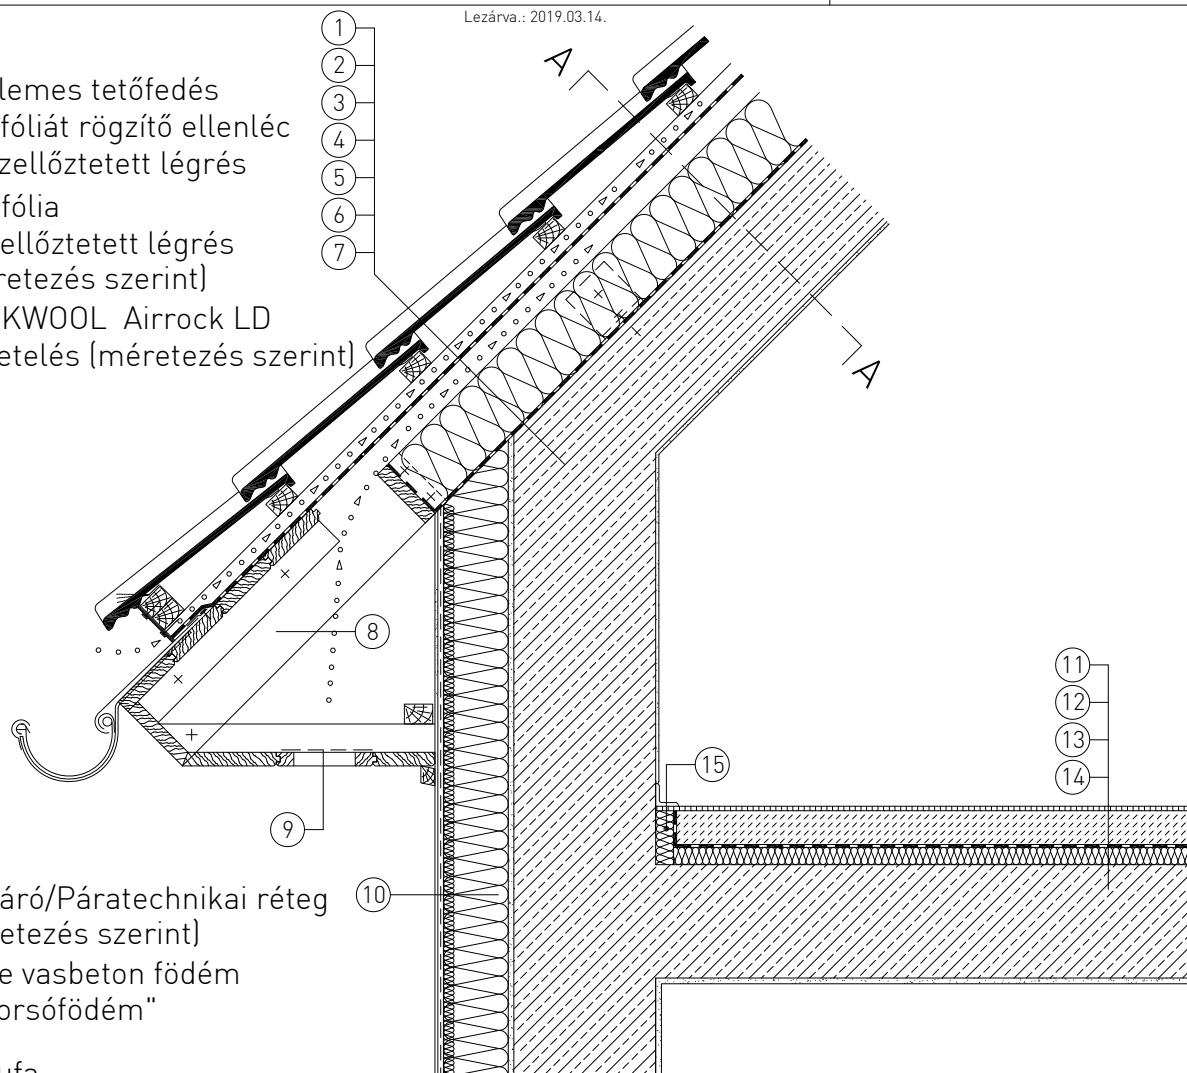 Lezárva.: 2019.03.14.
1
2
3
4
5
6
7
lemes tetőfedés
fóliát rögzítő ellenléc
zellőztetett légrés
fólia
ellőztetett légrés
retezés szerint)
KWOOL Airrock LD
etelés (méretezés szerint)
A
A
8
9
10
11
12
13
14
15
áró/Páratechnikai réteg
etezés szerint)
e vasbeton födém
orsófödém"